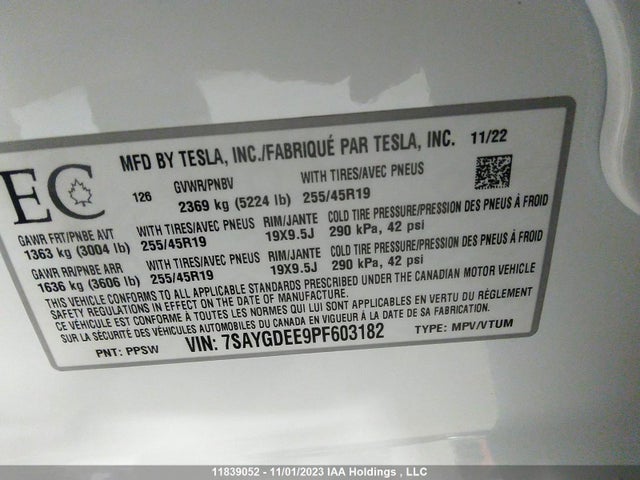 EC
MFD BY TESLA, INC./FABRIQUÉ PAR TESLA, INC. 11/22
126 GVWR/PNBV WITH TIRES/AVEC PNEUS
2369 kg (5224 lb) 255/45R19
GAWR FRT/PNBE AVT WITH TIRES/AVEC PNEUS RIM/JANTE COLD TIRE PRESSURE/PRESSION DES PNEUS À FROID
1363 kg (3004 lb) 255/45R19 19X9.5J 290 kPa, 42 psi
GAWR RR/PNBE ARR WITH TIRES/AVEC PNEUS RIM/JANTE COLD TIRE PRESSURE/PRESSION DES PNEUS À FROID
1636 kg (3606 lb) 255/45R19 19X9.5J 290 kPa, 42 psi
THIS VEHICLE CONFORMS TO ALL APPLICABLE STANDARDS PRESCRIBED UNDER THE CANADIAN MOTOR VEHICLE
SAFETY REGULATIONS IN EFFECT ON THE DATE OF MANUFACTURE
CE VÉHICULE EST CONFORME À TOUTES LES NORMES QUI LUI SONT APPLICABLES EN VERTU DU RÈGLEMENT
SUR LA SÉCURITÉ DES VÉHICULES AUTOMOBILES DU CANADA EN VIGUEUR À LA DATE DE SA FABRICATION
PNT: PPSW VIN: 7SAYGDEE9PF603182 TYPE: MPV/VTUM
11839052 - 11/01/2023 IAA Holdings , LLC